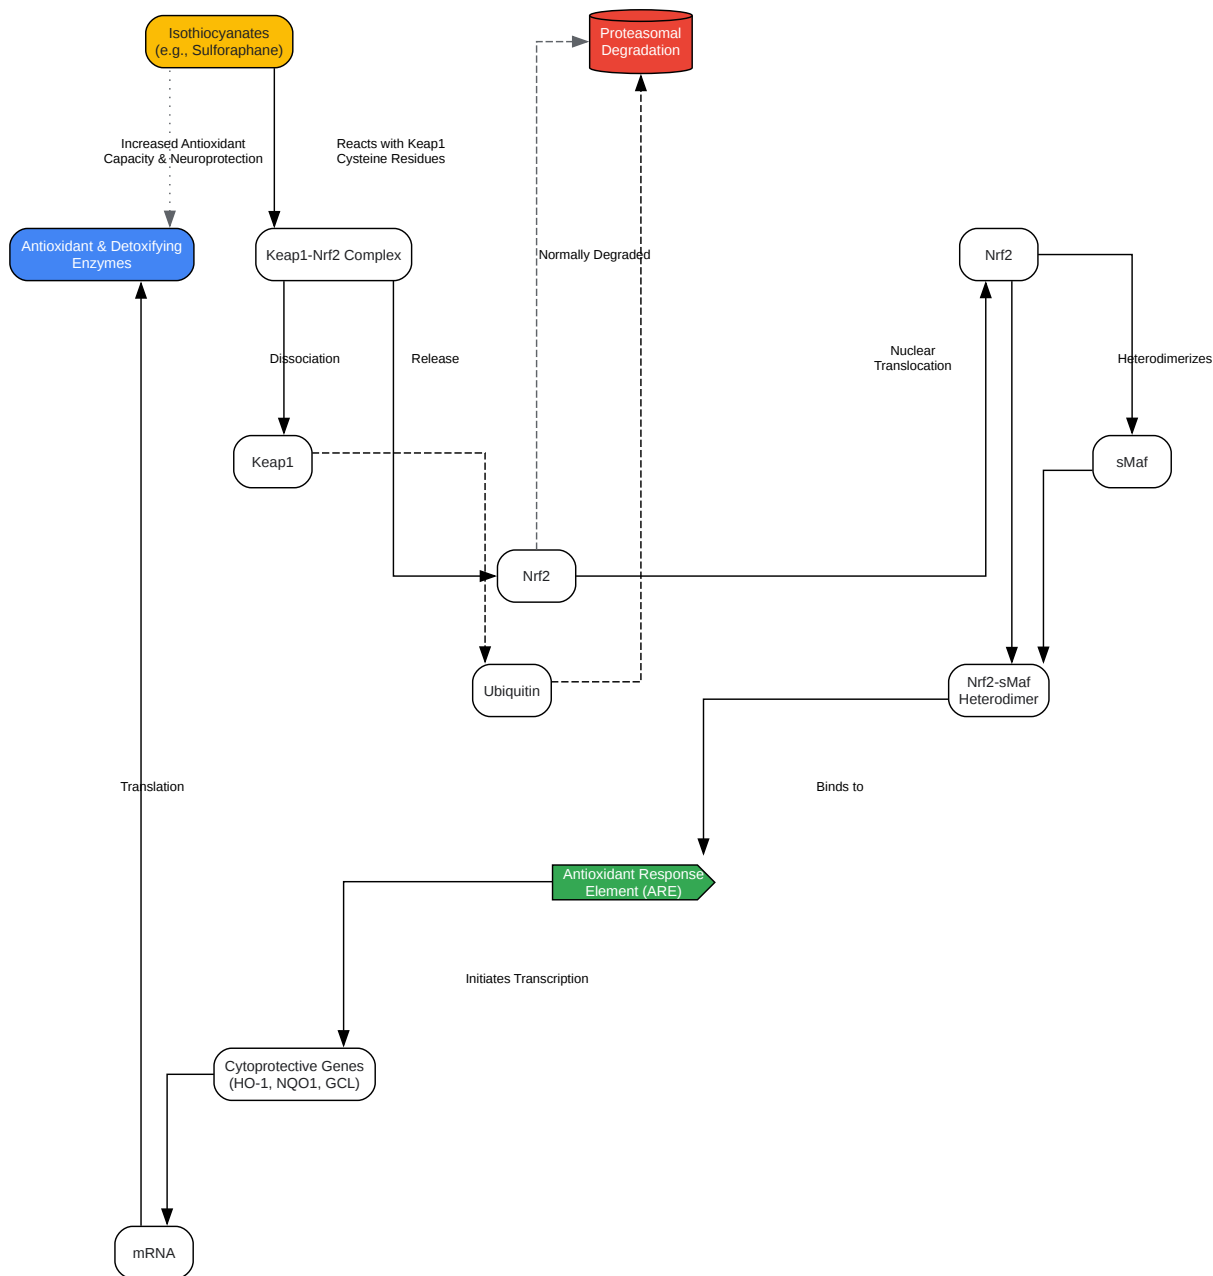 Isothiocyanates
(e.g., Sulforaphane)
Proteasomal
Degradation
Increased Antioxidant
Capacity & Neuroprotection
Reacts with Keap1
Cysteine Residues
Antioxidant & Detoxifying
Enzymes
Keap1-Nrf2 Complex
Normally Degraded
Nrf2
Dissociation
Release
Nuclear
Translocation
Heterodimerizes
Keap1
sMaf
Nrf2
Ubiquitin
Nrf2-sMaf
Heterodimer
Translation
Binds to
Antioxidant Response
Element (ARE)
Initiates Transcription
Cytoprotective Genes
(HO-1, NQO1, GCL)
mRNA